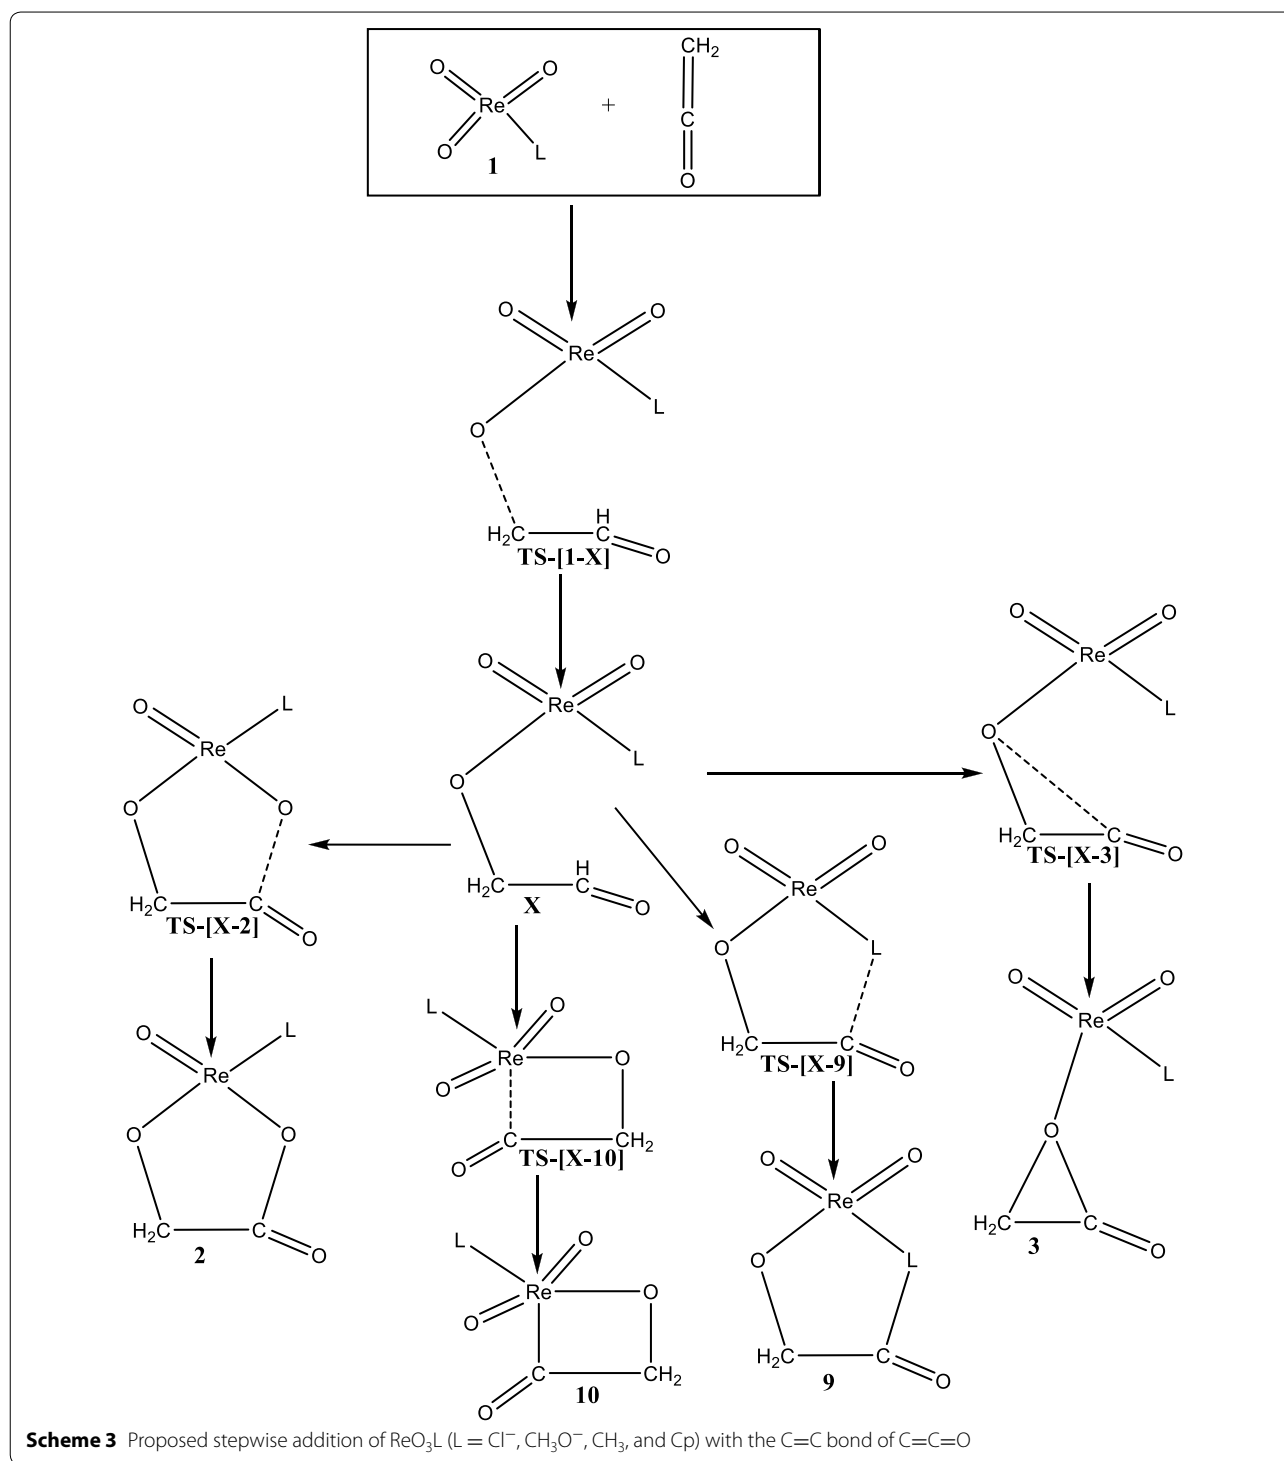 CH₂
O
O
Re
+
C
O
L
1
O
O
O
Re
L
O
H
H₂C
C
TS-[1-X]
O
O
O
Re
L
O
H₂C
C
TS-[X-3]
O
O
O
Re
L
O
H
H₂C
C
X
O
O
L
Re
O
O
H₂C
C
TS-[X-2]
O
O
O
Re
O
L
H₂C
C
TS-[X-9]
O
L
O
Re
O
O
C
CH₂
TS-[X-10]
O
O
O
Re
L
O
H₂C
C
3
O
O
L
Re
O
O
H₂C
C
2
O
O
O
Re
O
L
H₂C
C
9
O
L
O
Re
O
O
C
CH₂
10
O
Scheme 3 Proposed stepwise addition of ReO₃L (L = Cl⁻, CH₃O⁻, CH₃, and Cp) with the C=C bond of C=C=O